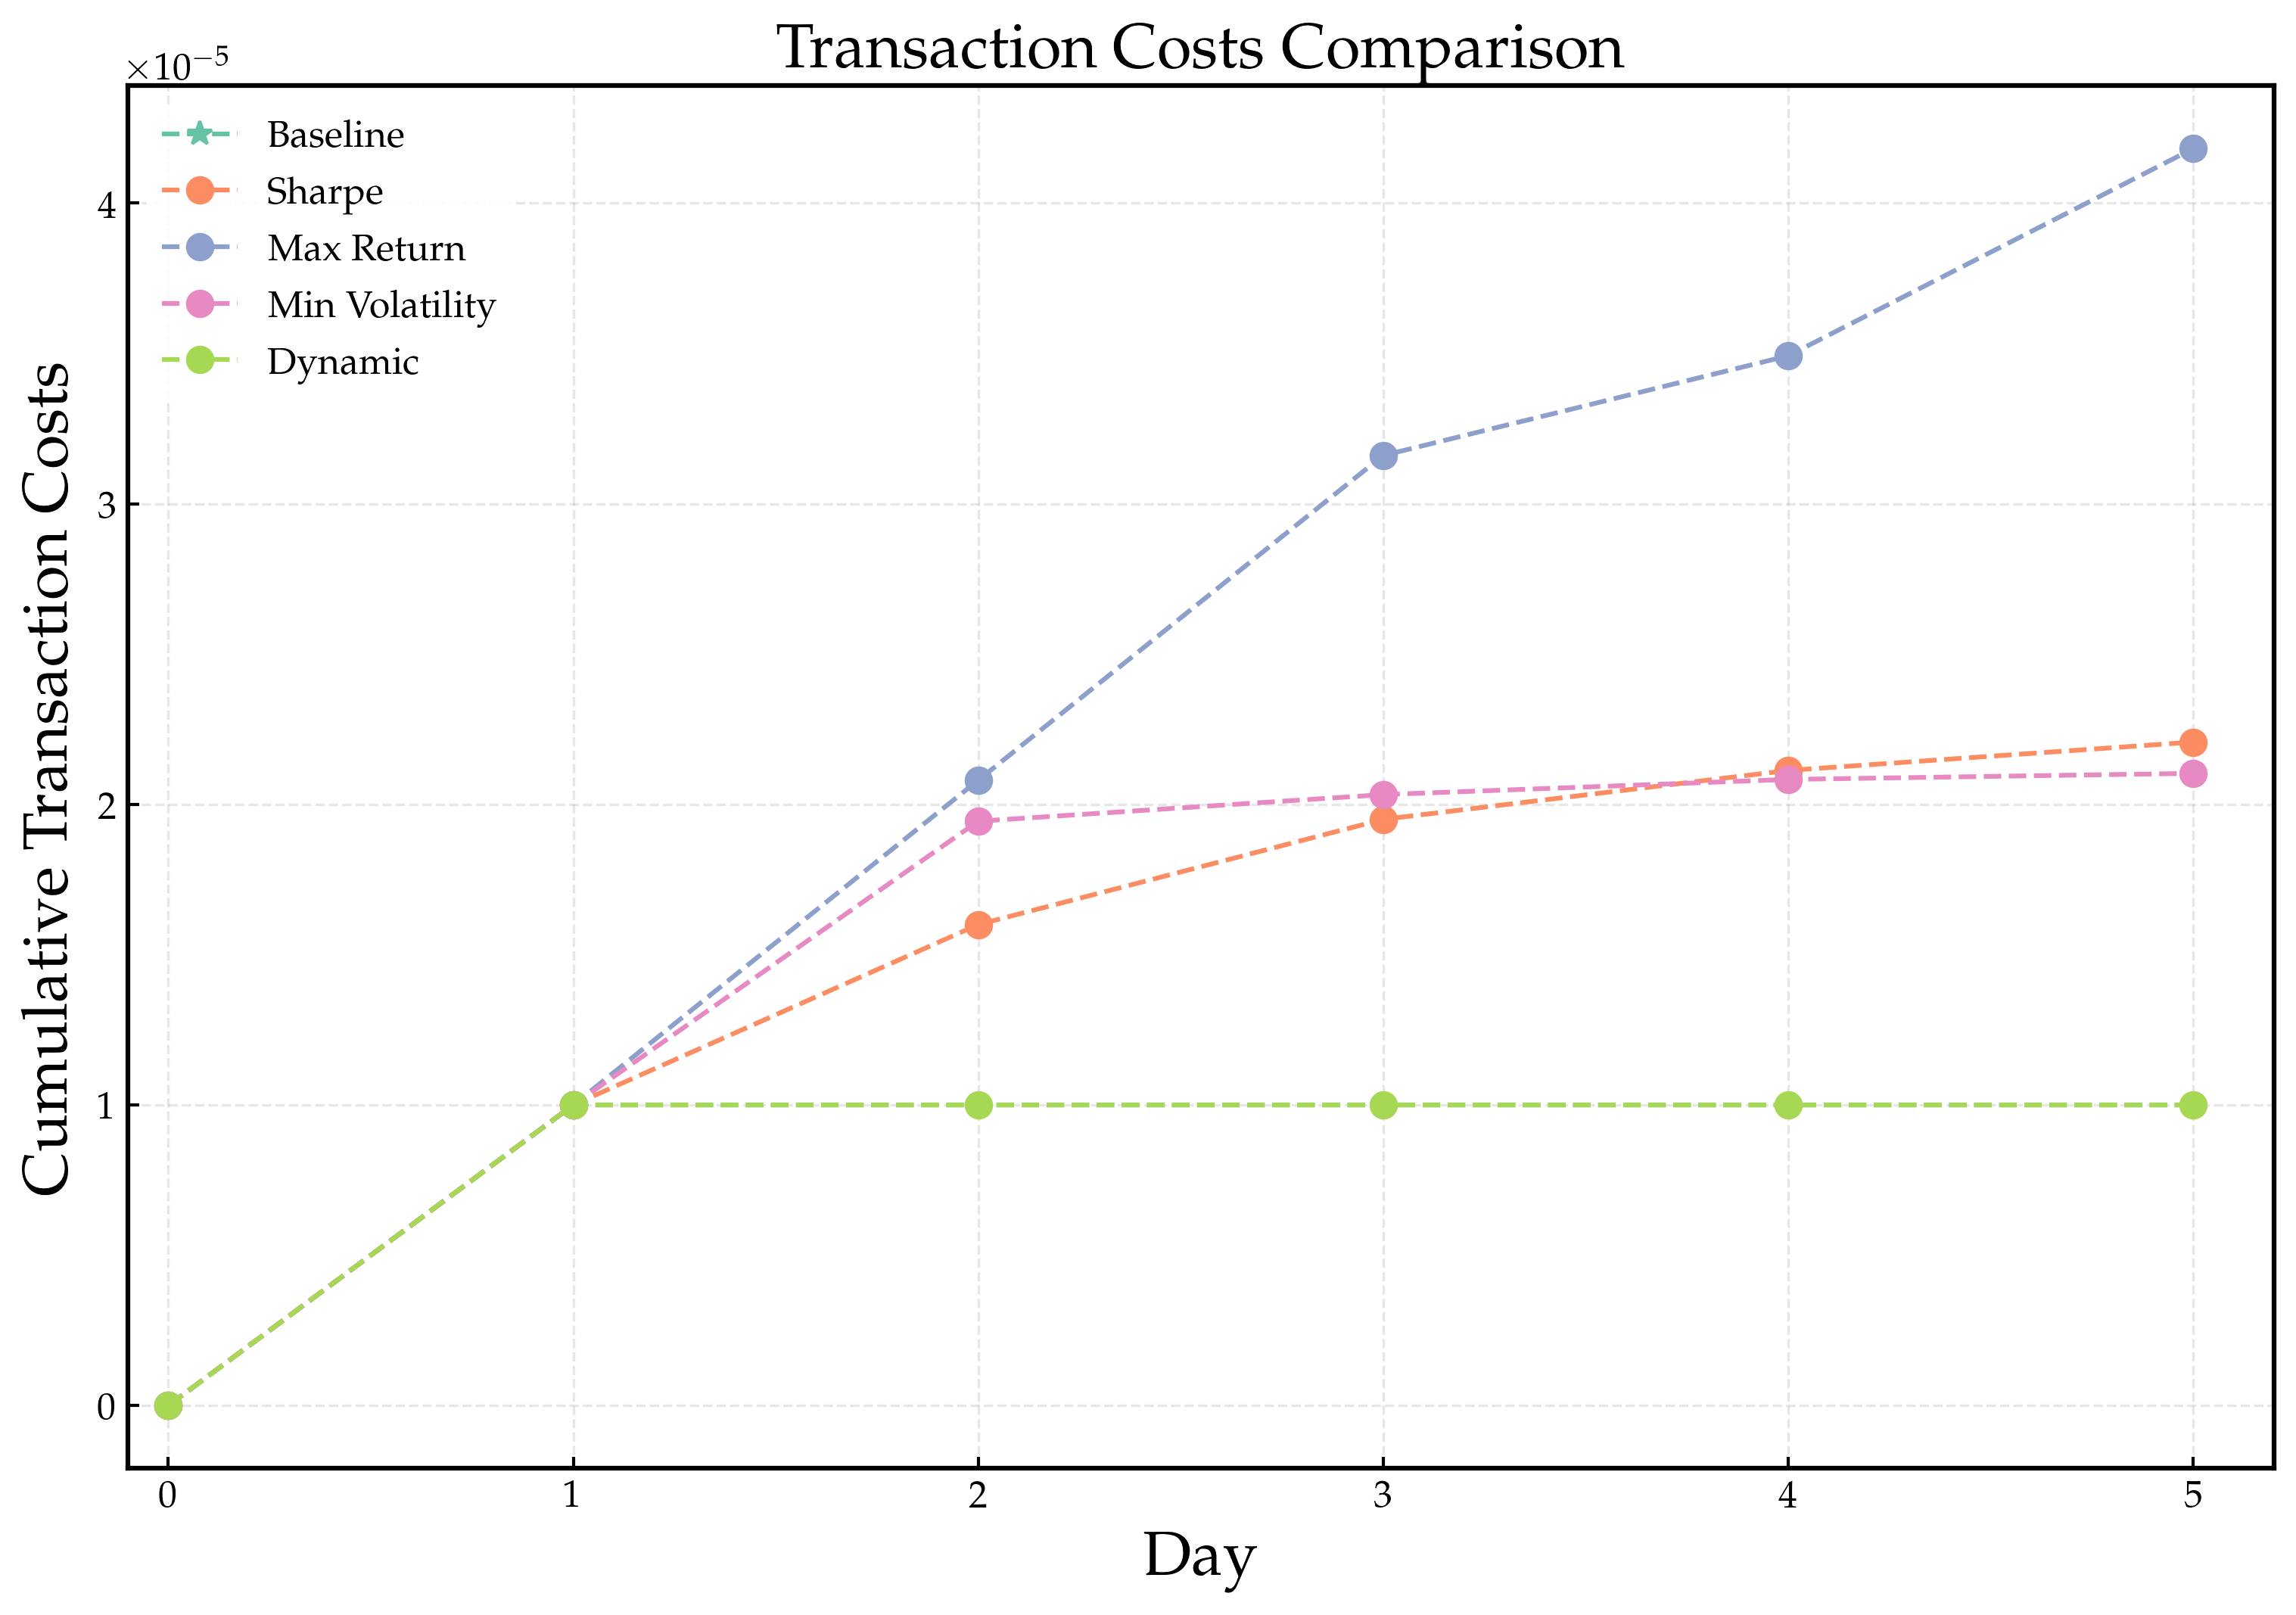 Transaction Costs Comparison
×10⁻⁵
Baseline
Sharpe
Max Return
Min Volatility
Dynamic
Cumulative Transaction Costs
4
3
2
1
0
0 1 2 3 4 5
Day